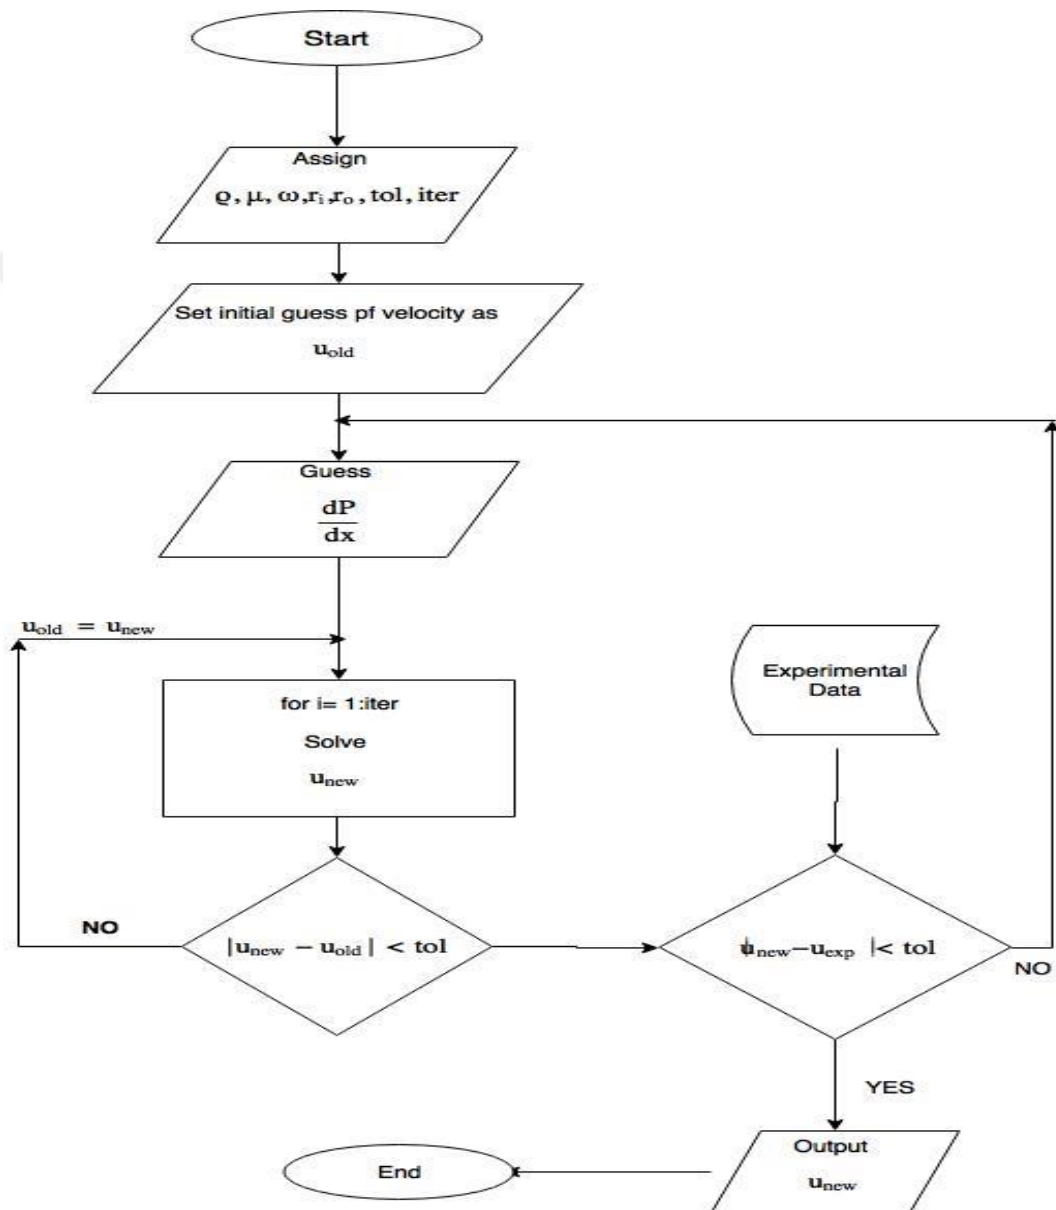 Start
Assign
ϱ, μ, ω,rᵢ,rₒ, tol, iter
Set initial guess pf velocity as
u_old
Guess
dP
dx
u_old = u_new
for i= 1:iter
Solve
u_new
Experimental
Data
NO
|u_new − u_old| < tol
|u_new−u_exp |< tol
NO
YES
Output
u_new
End